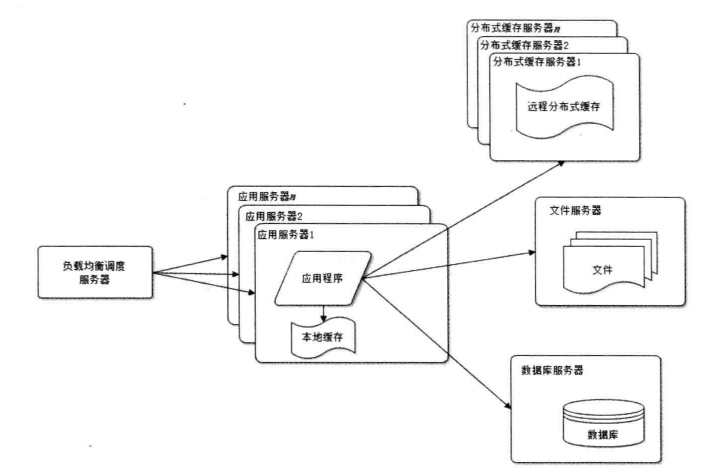 分布式缓存服务器n
分布式缓存服务器2
分布式缓存服务器1
远程分布式缓存
应用服务器n
应用服务器2
应用服务器1
应用程序
本地缓存
负载均衡调度
服务器
文件服务器
文件
数据库服务器
数据库